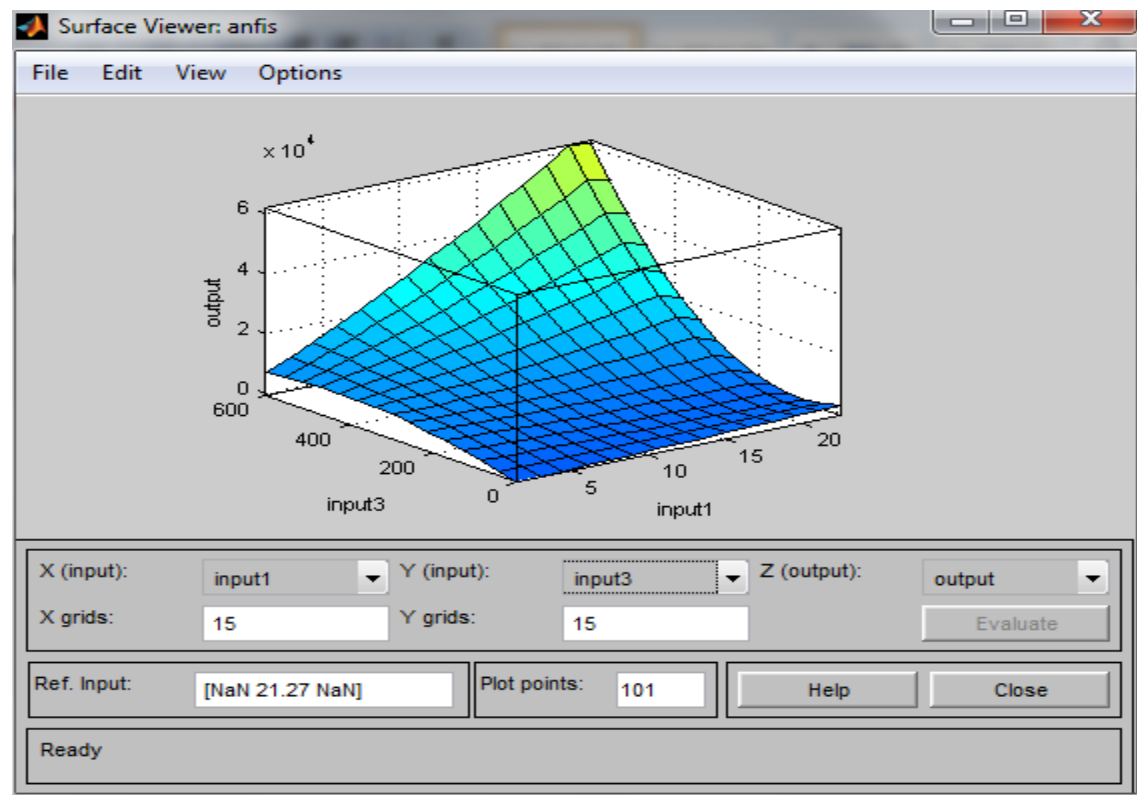 Surface Viewer: anfis
File Edit View Options
x 10^4
6
4
2
0
output
600
400
200
0
input3
5
10
15
20
input1
X (input): input1 Y (input): input3 Z (output): output
X grids: 15 Y grids: 15 Evaluate
Ref. Input: [NaN 21.27 NaN] Plot points: 101 Help Close
Ready